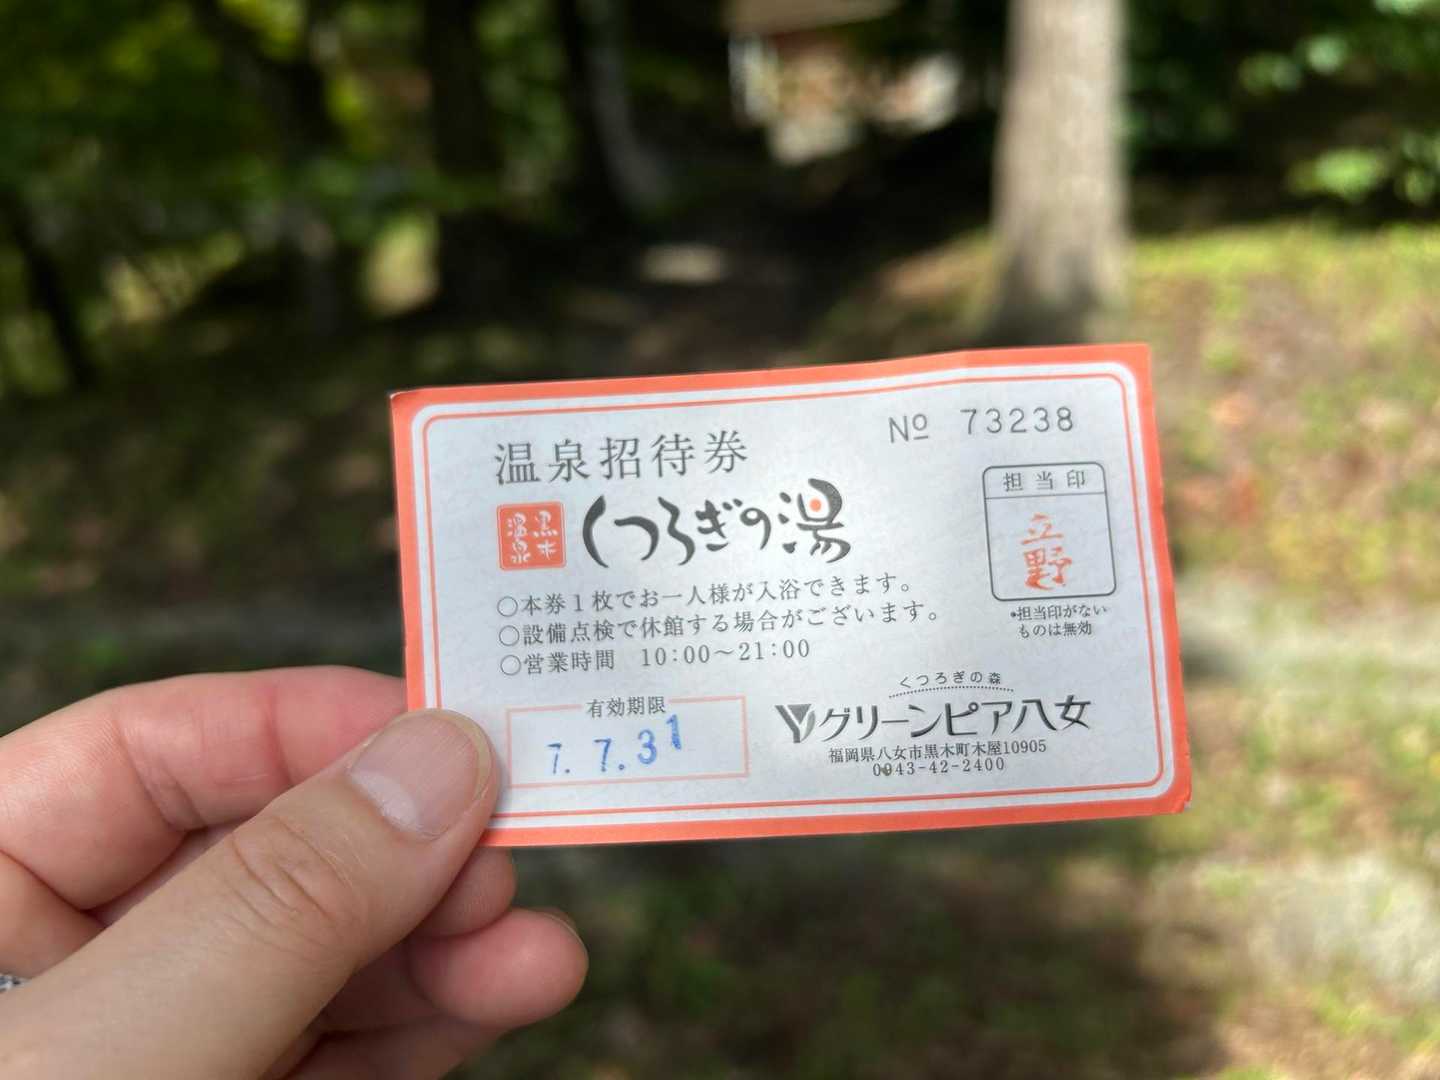 温泉招待券
№ 73238
黒木温泉
くつろぎの湯
担当印
立野
•担当印がない
ものは無効
○本券1枚でお一人様が入浴できます。
○設備点検で休館する場合がございます。
○営業時間 10:00～21:00
有効期限
7. 7.31
くつろぎの森
グリーンピア八女
福岡県八女市黒木町木屋10905
0943-42-2400